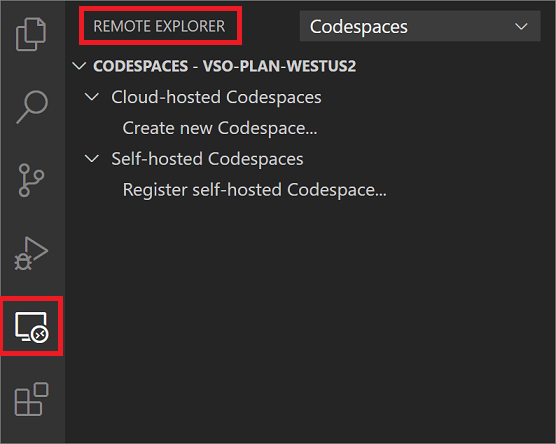 REMOTE EXPLORER Codespaces
CODESPACES - VSO-PLAN-WESTUS2
Cloud-hosted Codespaces
Create new Codespace...
Self-hosted Codespaces
Register self-hosted Codespace...